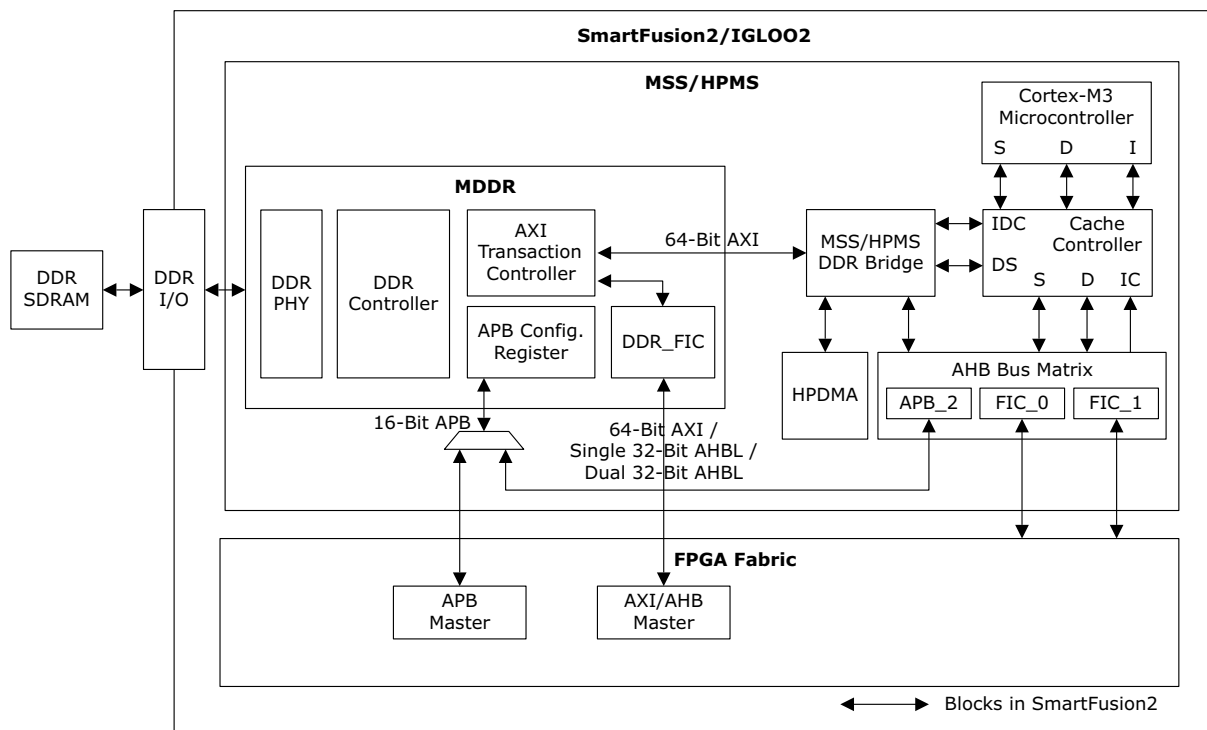 SmartFusion2/IGLOO2
MSS/HPMS
Cortex-M3
Microcontroller
S D I
MDDR
DDR
SDRAM
DDR
I/O
DDR
PHY
DDR
Controller
AXI
Transaction
Controller
64-Bit AXI
MSS/HPMS
DDR Bridge
IDC
Cache
Controller
DS
S D IC
APB Config.
Register
DDR_FIC
HPDMA
AHB Bus Matrix
APB_2
FIC_0
FIC_1
16-Bit APB
64-Bit AXI /
Single 32-Bit AHBL /
Dual 32-Bit AHBL
FPGA Fabric
APB
Master
AXI/AHB
Master
Blocks in SmartFusion2